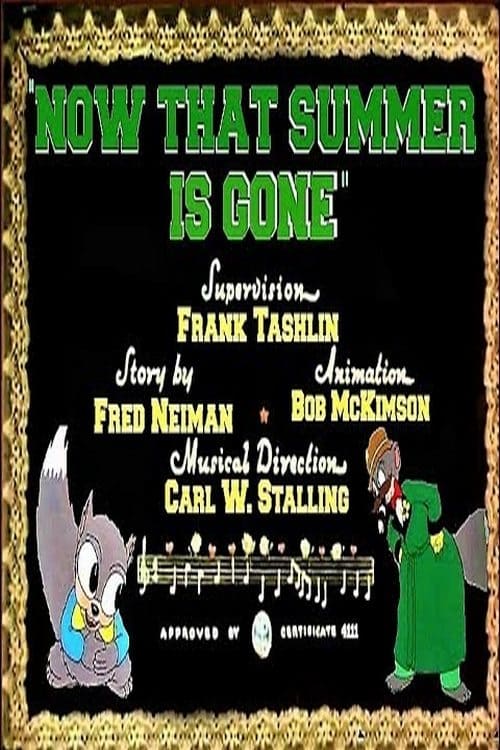 "NOW THAT SUMMER
IS GONE"
Supervision
FRANK TASHLIN
Story by
FRED NEIMAN
Animation
BOB MCKIMSON
Musical Direction
CARL W. STALLING
APPROVED BY CERTIFICATE 4111